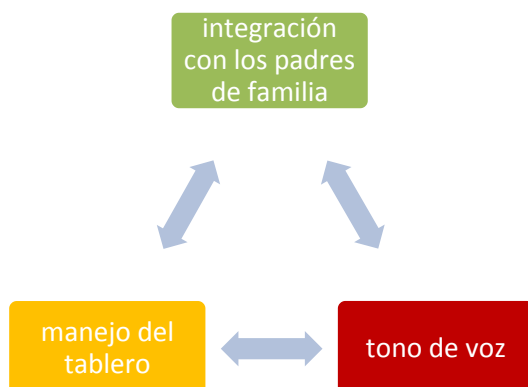 integración
con los padres
de familia
manejo del
tablero
tono de voz